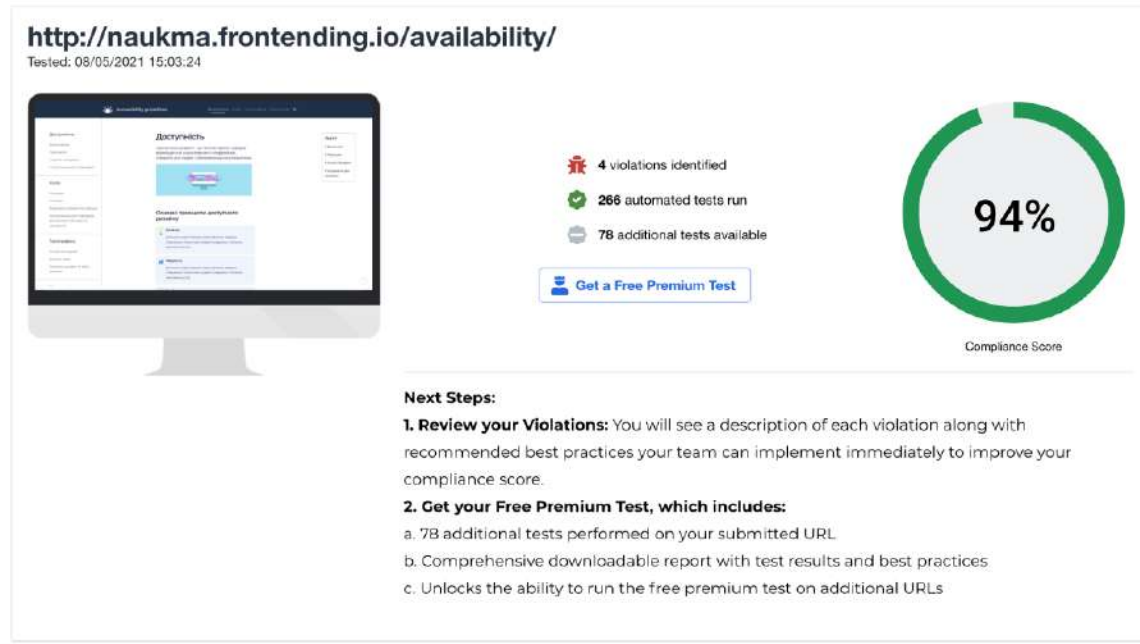 http://naukma.frontending.io/availability/
Tested: 08/05/2021 15:03:24
Доступність
4 violations identified
266 automated tests run
78 additional tests available
Get a Free Premium Test
94%
Compliance Score
Next Steps:
1. Review your Violations: You will see a description of each violation along with
recommended best practices your team can implement immediately to improve your
compliance score.
2. Get your Free Premium Test, which includes:
a. 78 additional tests performed on your submitted URL
b. Comprehensive downloadable report with test results and best practices
c. Unlocks the ability to run the free premium test on additional URLs